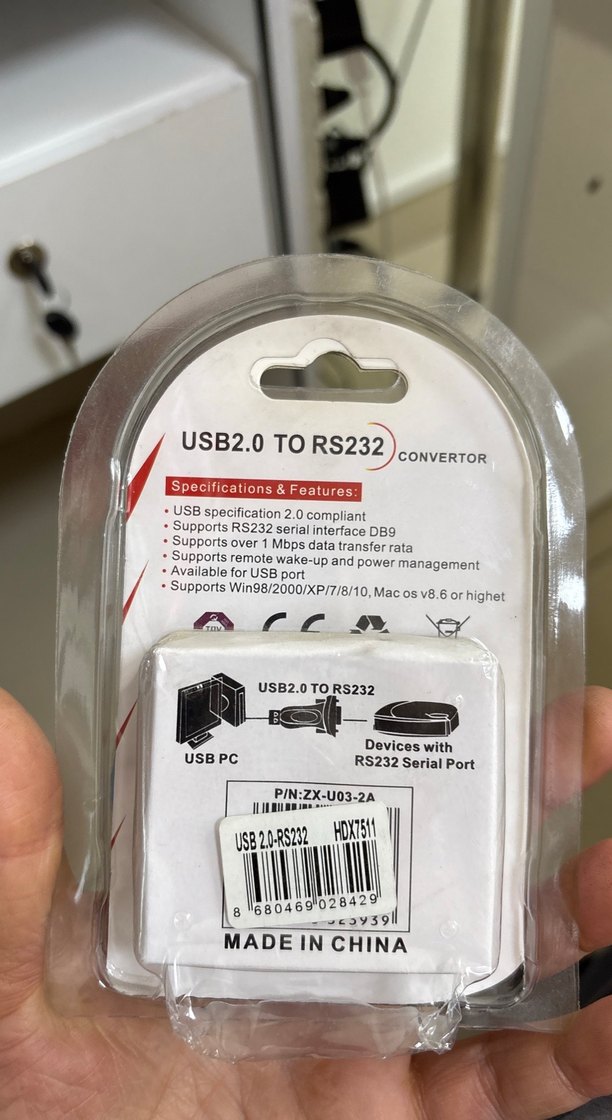 USB2.0 TO RS232 CONVERTOR
Specifications & Features:
• USB specification 2.0 compliant
• Supports RS232 serial interface DB9
• Supports over 1 Mbps data transfer rata
• Supports remote wake-up and power management
• Available for USB port
• Supports Win98/2000/XP/7/8/10, Mac os v8.6 or highet
CE
USB2.0 TO RS232
USB PC
Devices with
RS232 Serial Port
P/N:ZX-U03-2A
USB 2.0-RS232 HDX7511
8 680469 028429
MADE IN CHINA